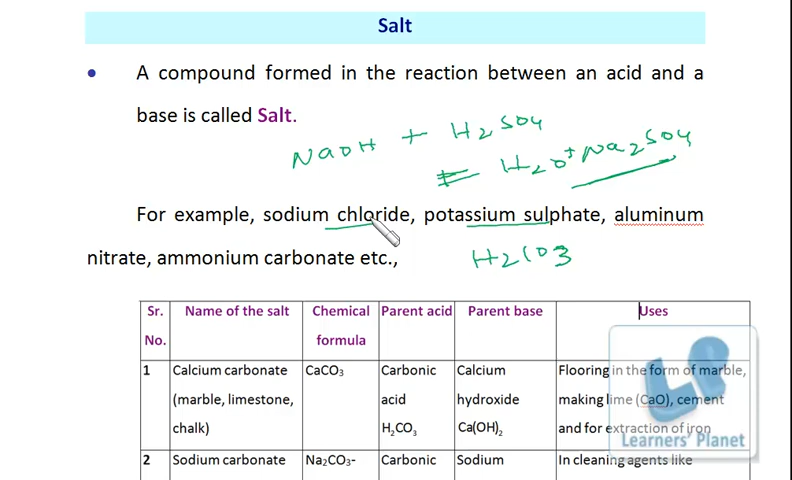 Salt
• A compound formed in the reaction between an acid and a
base is called Salt.
NaOH + H2SO4
= H2O + Na2SO4
For example, sodium chloride, potassium sulphate, aluminum
nitrate, ammonium carbonate etc.,
H2CO3
Sr. No. Name of the salt Chemical formula Parent acid Parent base Uses
1 Calcium carbonate (marble, limestone, chalk) CaCO₃ Carbonic acid H₂CO₃ Calcium hydroxide Ca(OH)₂ Flooring in the form of marble, making lime (CaO), cement and for extraction of iron
2 Sodium carbonate Na₂CO₃- Carbonic Sodium In cleaning agents like
LP
Learners' Planet